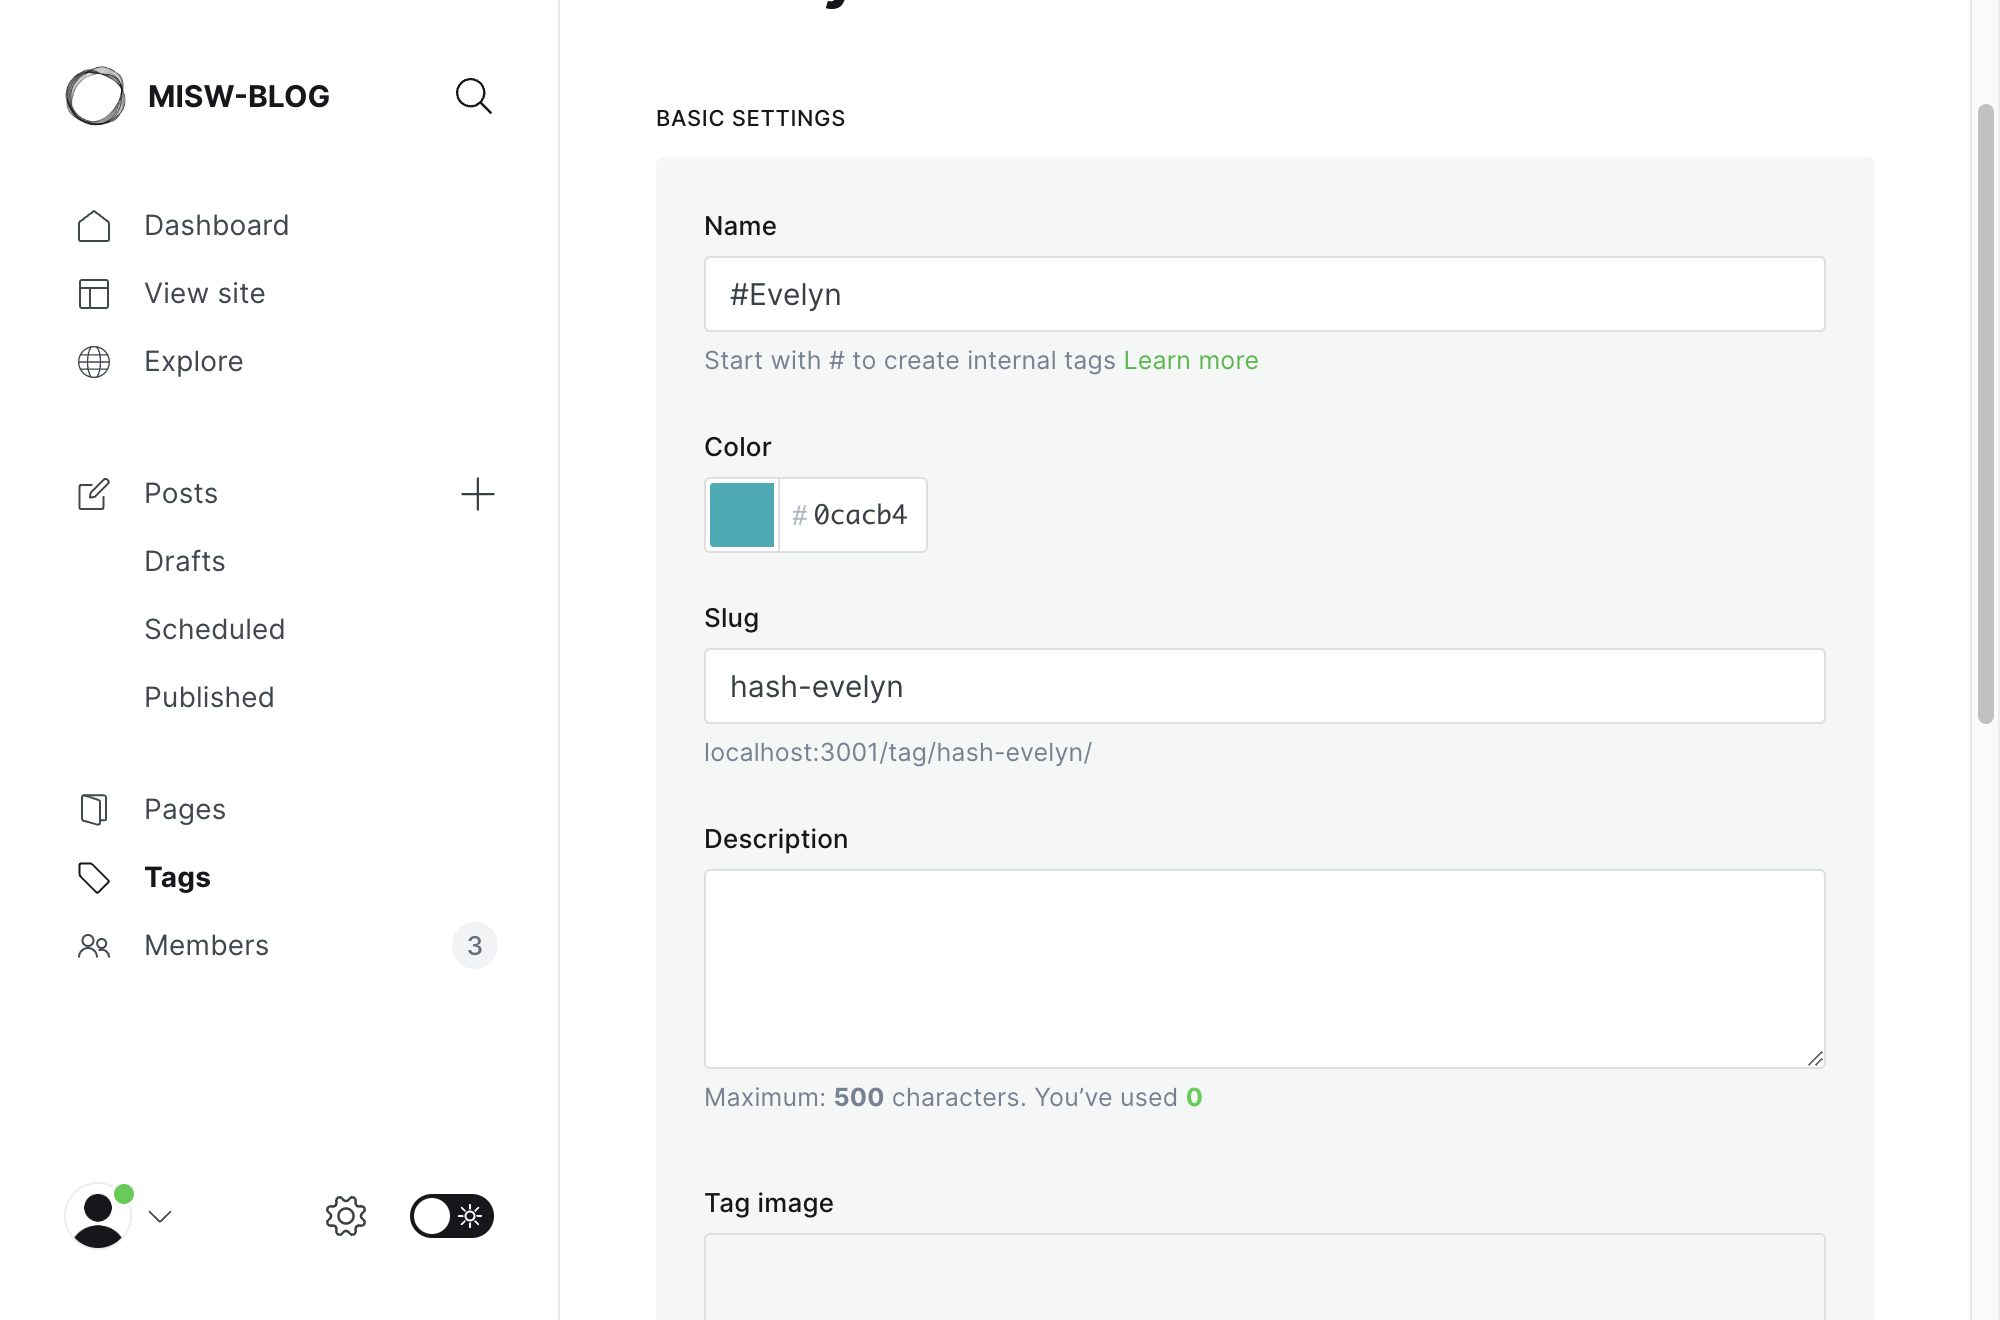 MISW-BLOG
Dashboard
View site
Explore
Posts
Drafts
Scheduled
Published
Pages
Tags
Members 3
BASIC SETTINGS
Name
#Evelyn
Start with # to create internal tags Learn more
Color
# 0cacb4
Slug
hash-evelyn
localhost:3001/tag/hash-evelyn/
Description
Maximum: 500 characters. You’ve used 0
Tag image